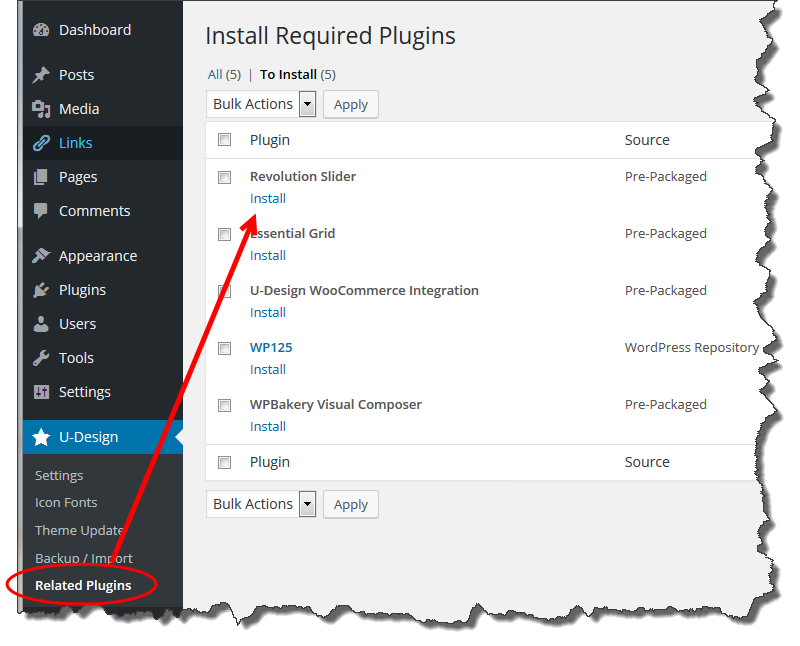 Dashboard
Posts
Media
Links
Pages
Comments
Appearance
Plugins
Users
Tools
Settings
U-Design
Settings
Icon Fonts
Theme Update
Backup / Import
Related Plugins
Install Required Plugins
All (5) | To Install (5)
Bulk Actions Apply
Plugin Source
Revolution Slider Pre-Packaged
Install
Essential Grid Pre-Packaged
Install
U-Design WooCommerce Integration Pre-Packaged
Install
WP125 WordPress Repository
Install
WPBakery Visual Composer Pre-Packaged
Install
Plugin Source
Bulk Actions Apply